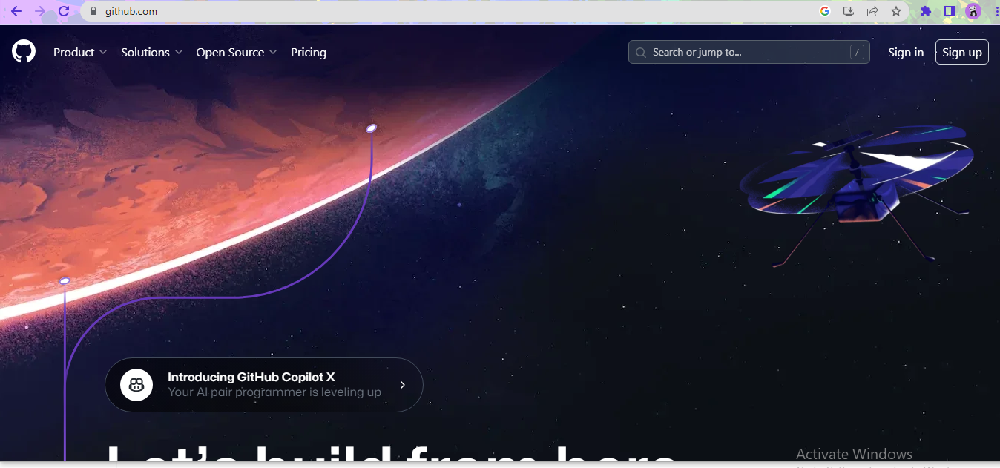 github.com
Product
Solutions
Open Source
Pricing
Search or jump to...
/
Sign in
Sign up
Introducing GitHub Copilot X
Your AI pair programmer is leveling up
Let's build from here
Activate Windows